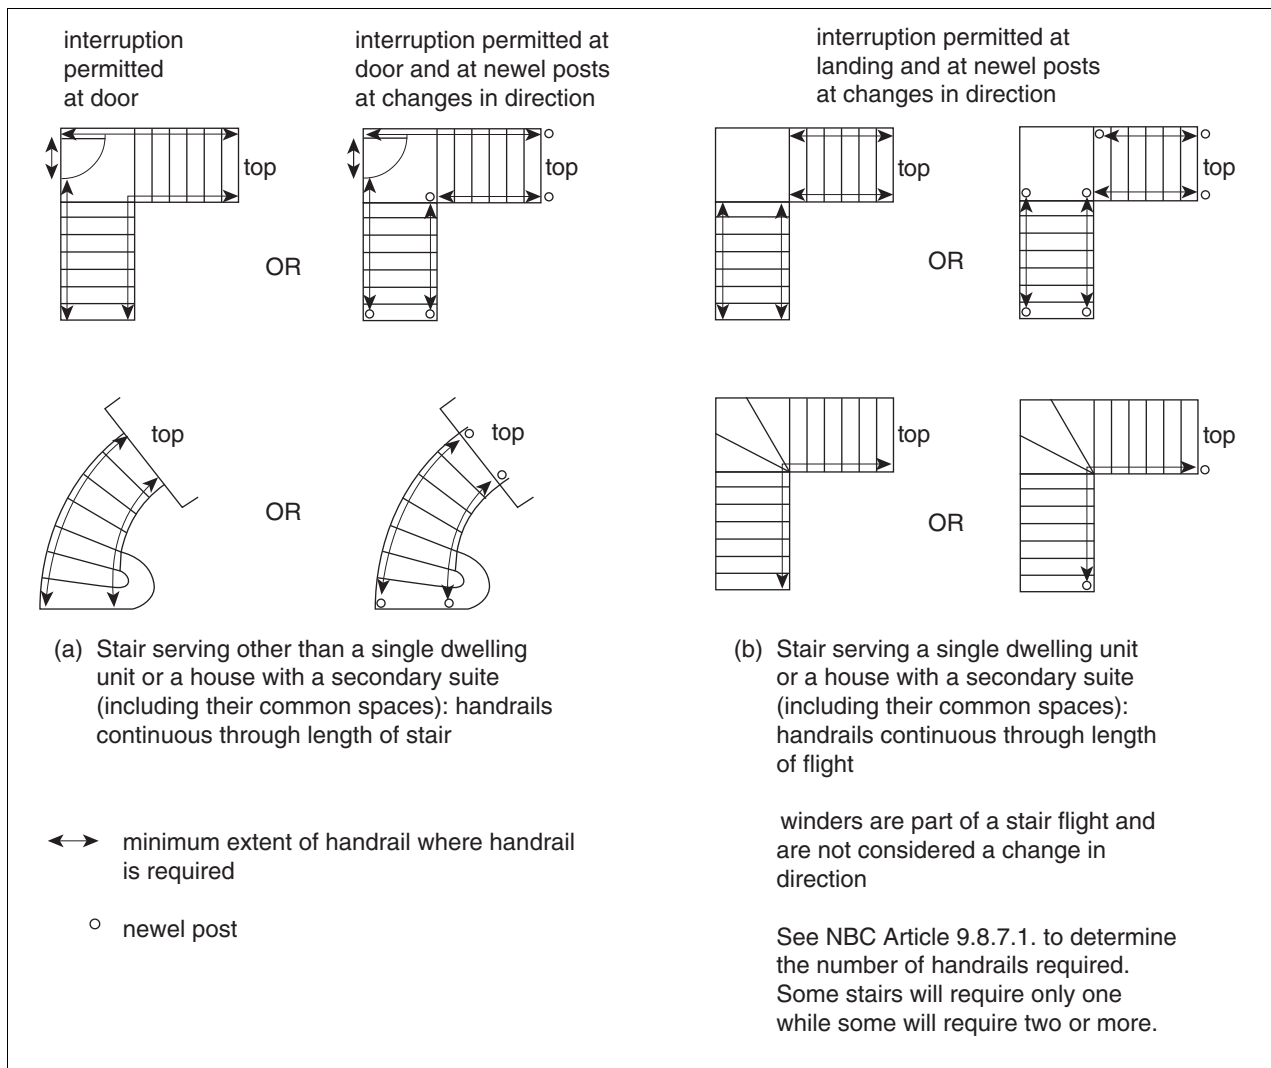 interruption
permitted
at door
interruption permitted at
door and at newel posts
at changes in direction
interruption permitted at
landing and at newel posts
at changes in direction
top
OR
top
top
OR
top
top
OR
top
top
OR
top
(a) Stair serving other than a single dwelling
unit or a house with a secondary suite
(including their common spaces): handrails
continuous through length of stair
minimum extent of handrail where handrail
is required
newel post
(b) Stair serving a single dwelling unit
or a house with a secondary suite
(including their common spaces):
handrails continuous through length
of flight
winders are part of a stair flight and
are not considered a change in
direction
See NBC Article 9.8.7.1. to determine
the number of handrails required.
Some stairs will require only one
while some will require two or more.